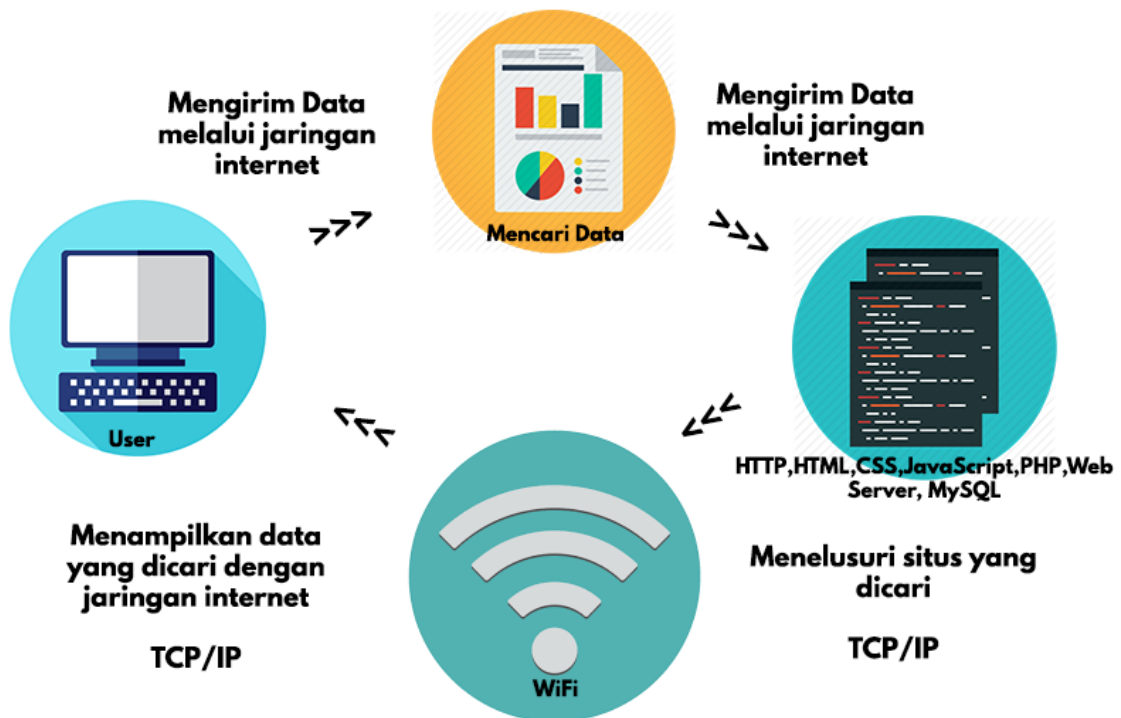 Mengirim Data
melalui jaringan
internet
Mencari Data
Mengirim Data
melalui jaringan
internet
User
HTTP,HTML,CSS,JavaScript,PHP,Web
Server, MySQL
Menampilkan data
yang dicari dengan
jaringan internet
TCP/IP
WiFi
Menelusuri situs yang
dicari
TCP/IP